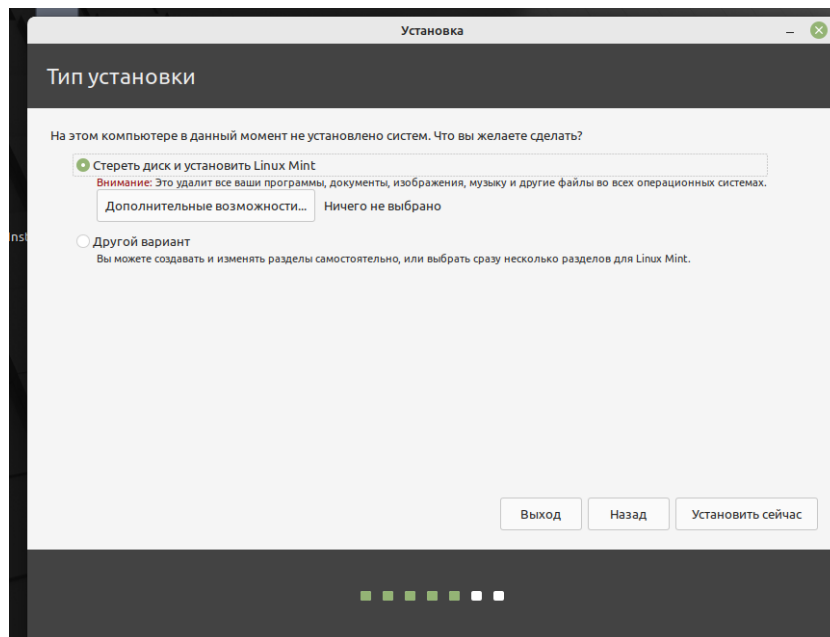 Установка
Тип установки
На этом компьютере в данный момент не установлено систем. Что вы желаете сделать?
Стереть диск и установить Linux Mint
Внимание: Это удалит все ваши программы, документы, изображения, музыку и другие файлы во всех операционных системах.
Дополнительные возможности... Ничего не выбрано
Inst
Другой вариант
Вы можете создавать и изменять разделы самостоятельно, или выбрать сразу несколько разделов для Linux Mint.
Выход Назад Установить сейчас